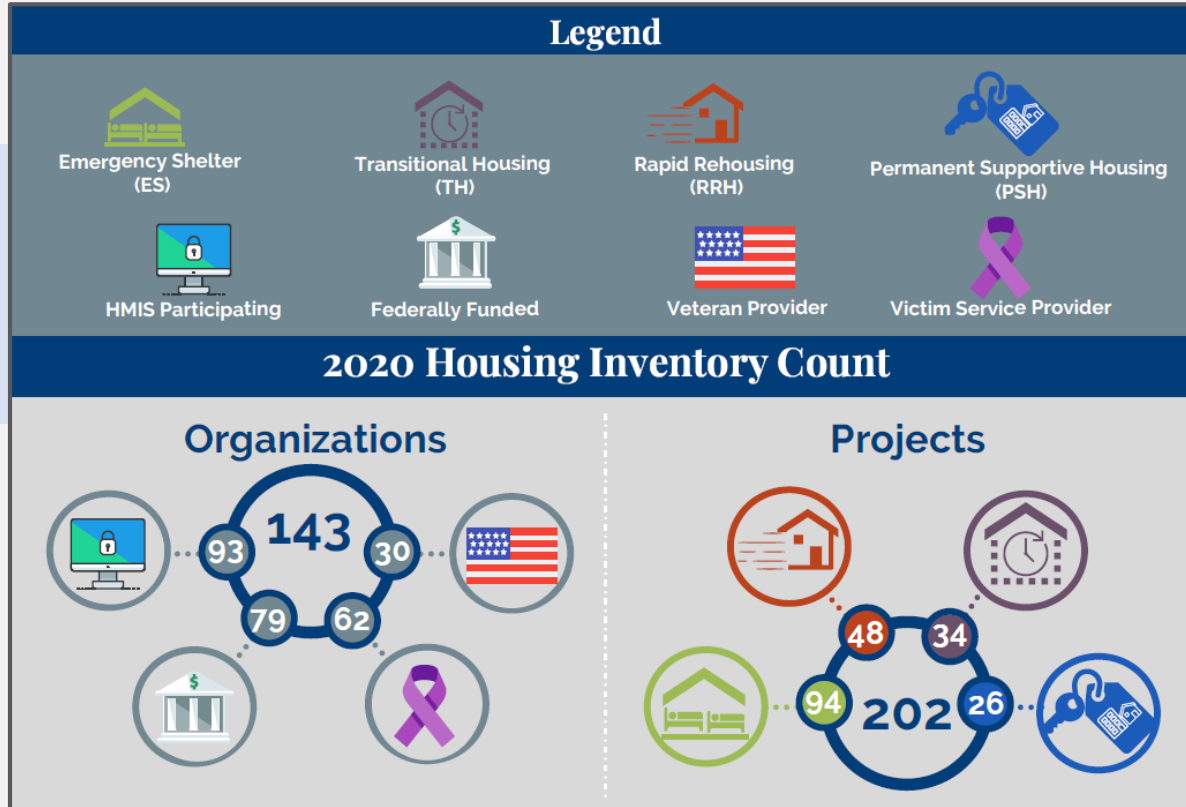 Legend
Emergency Shelter
(ES)
Transitional Housing
(TH)
Rapid Rehousing
(RRH)
Permanent Supportive Housing
(PSH)
HMIS Participating
$
Federally Funded
Veteran Provider
Victim Service Provider
2020 Housing Inventory Count
Organizations
143
93
30
79
62
$
Projects
48
34
94
202
26